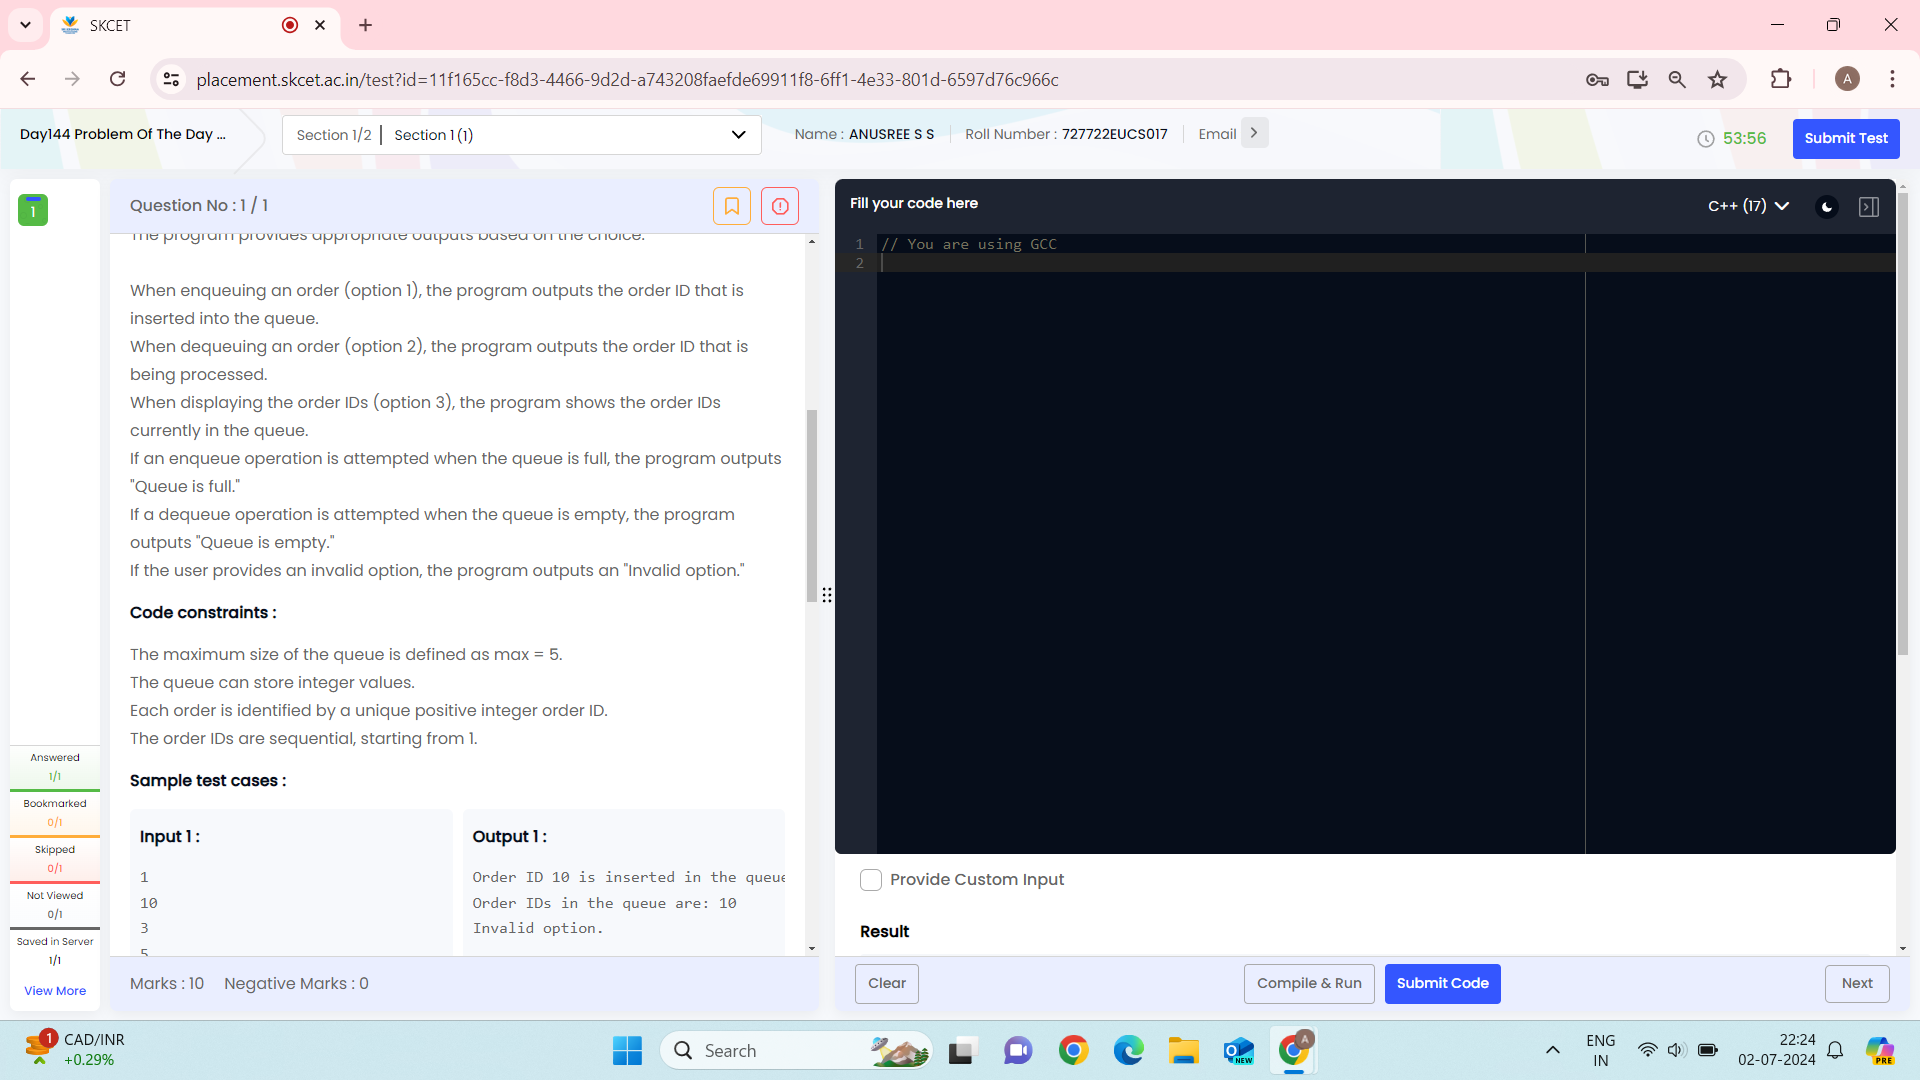 SKCET
placement.skcet.ac.in/test?id=11f165cc-f8d3-4466-9d2d-a743208faefde69911f8-6ff1-4e33-801d-6597d76c966c
A
Day144 Problem Of The Day ...
Section 1/2 | Section 1 (1)
Name : ANUSREE S S
Roll Number : 727722EUCS017
Email
53:56
Submit Test
1
Question No : 1 / 1
The program provides appropriate outputs based on the choice.
When enqueuing an order (option 1), the program outputs the order ID that is
inserted into the queue.
When dequeuing an order (option 2), the program outputs the order ID that is
being processed.
When displaying the order IDs (option 3), the program shows the order IDs
currently in the queue.
If an enqueue operation is attempted when the queue is full, the program outputs
"Queue is full."
If a dequeue operation is attempted when the queue is empty, the program
outputs "Queue is empty."
If the user provides an invalid option, the program outputs an "Invalid option."
Code constraints :
The maximum size of the queue is defined as max = 5.
The queue can store integer values.
Each order is identified by a unique positive integer order ID.
The order IDs are sequential, starting from 1.
Sample test cases :
Input 1 :
1
10
3
5
Output 1 :
Order ID 10 is inserted in the queue
Order IDs in the queue are: 10
Invalid option.
Answered
1/1
Bookmarked
0/1
Skipped
0/1
Not Viewed
0/1
Saved in Server
1/1
View More
Marks : 10
Negative Marks : 0
Fill your code here
C++ (17)
1 // You are using GCC
2
Provide Custom Input
Result
Clear
Compile & Run
Submit Code
Next
1
CAD/INR
+0.29%
Search
NEW
A
ENG
IN
22:24
02-07-2024
PRE